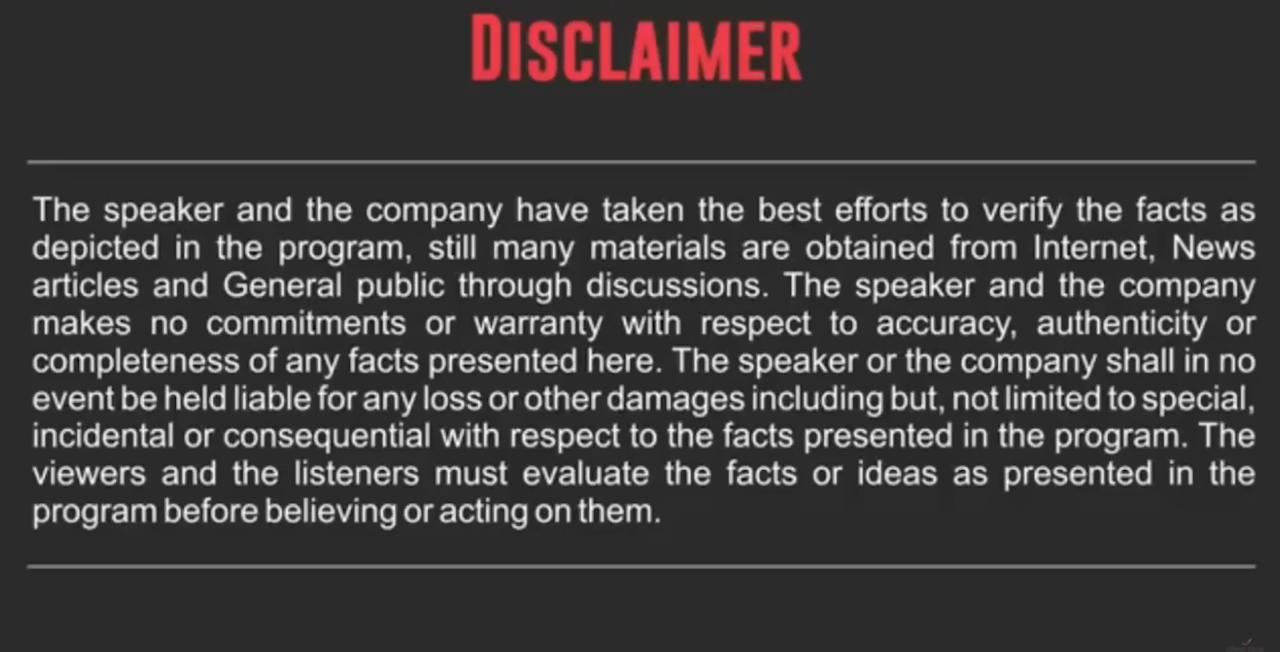 DISCLAIMER
The speaker and the company have taken the best efforts to verify the facts as
depicted in the program, still many materials are obtained from Internet, News
articles and General public through discussions. The speaker and the company
makes no commitments or warranty with respect to accuracy, authenticity or
completeness of any facts presented here. The speaker or the company shall in no
event be held liable for any loss or other damages including but, not limited to special,
incidental or consequential with respect to the facts presented in the program. The
viewers and the listeners must evaluate the facts or ideas as presented in the
program before believing or acting on them.